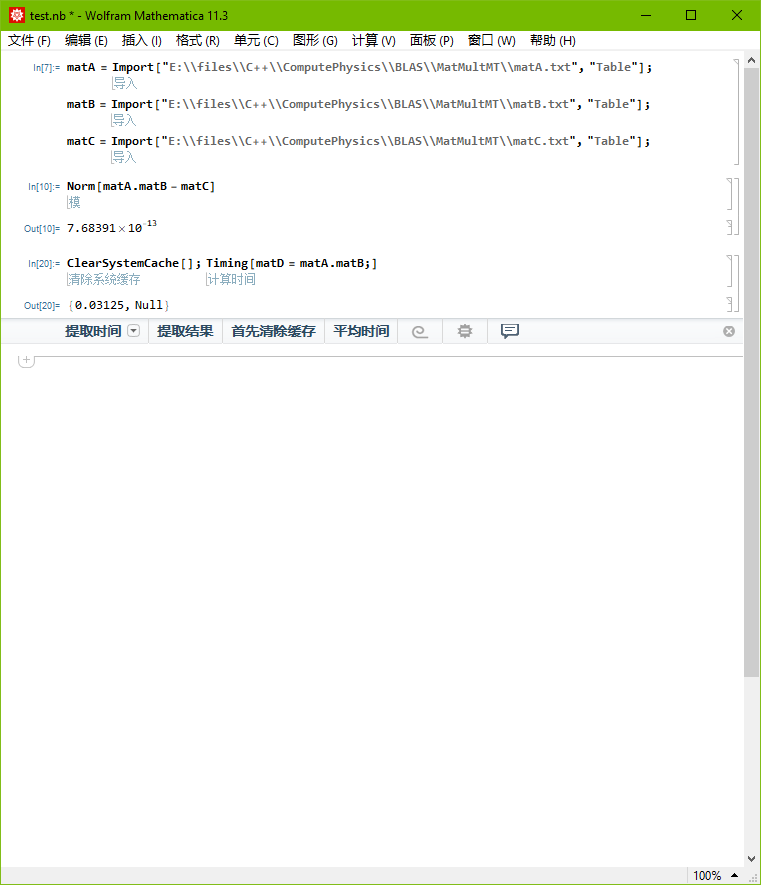 test.nb * - Wolfram Mathematica 11.3
文件 (F) 编辑 (E) 插入 (I) 格式 (R) 单元 (C) 图形 (G) 计算 (V) 面板 (P) 窗口 (W) 帮助 (H)
In[7]:= matA = Import["E:\\files\\C++\\ComputePhysics\\BLAS\\MatMultMT\\matA.txt", "Table"];
导入
matB = Import["E:\\files\\C++\\ComputePhysics\\BLAS\\MatMultMT\\matB.txt", "Table"];
导入
matC = Import["E:\\files\\C++\\ComputePhysics\\BLAS\\MatMultMT\\matC.txt", "Table"];
导入
In[10]:= Norm[matA.matB - matC]
模
Out[10]= 7.68391 × 10⁻¹³
In[20]:= ClearSystemCache[]; Timing[matD = matA.matB;]
清除系统缓存 计算时间
Out[20]= {0.03125, Null}
提取时间 提取结果 首先清除缓存 平均时间
100%